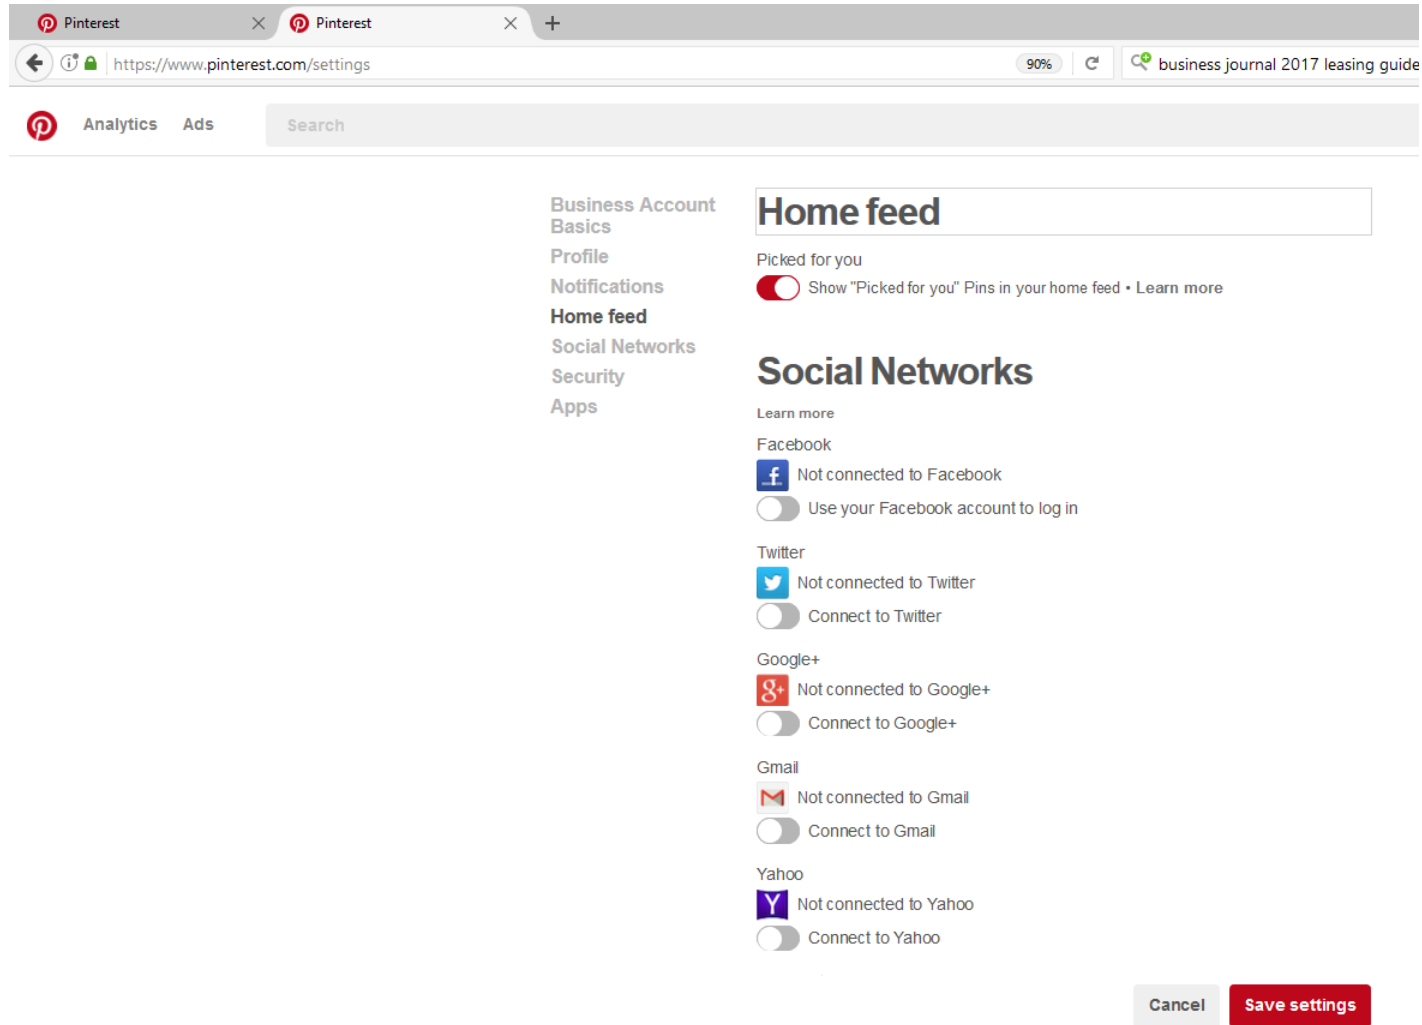 Pinterest
Pinterest
https://www.pinterest.com/settings
90%
business journal 2017 leasing guide
Analytics Ads Search
Business Account
Basics
Profile
Notifications
Home feed
Social Networks
Security
Apps
Home feed
Picked for you
Show "Picked for you" Pins in your home feed • Learn more
Social Networks
Learn more
Facebook
Not connected to Facebook
Use your Facebook account to log in
Twitter
Not connected to Twitter
Connect to Twitter
Google+
Not connected to Google+
Connect to Google+
Gmail
Not connected to Gmail
Connect to Gmail
Yahoo
Not connected to Yahoo
Connect to Yahoo
Cancel Save settings